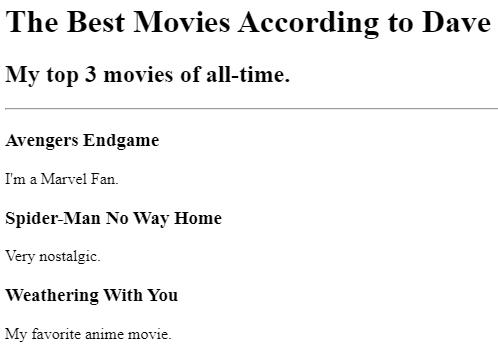 The Best Movies According to Dave
My top 3 movies of all-time.
Avengers Endgame
I'm a Marvel Fan.
Spider-Man No Way Home
Very nostalgic.
Weathering With You
My favorite anime movie.